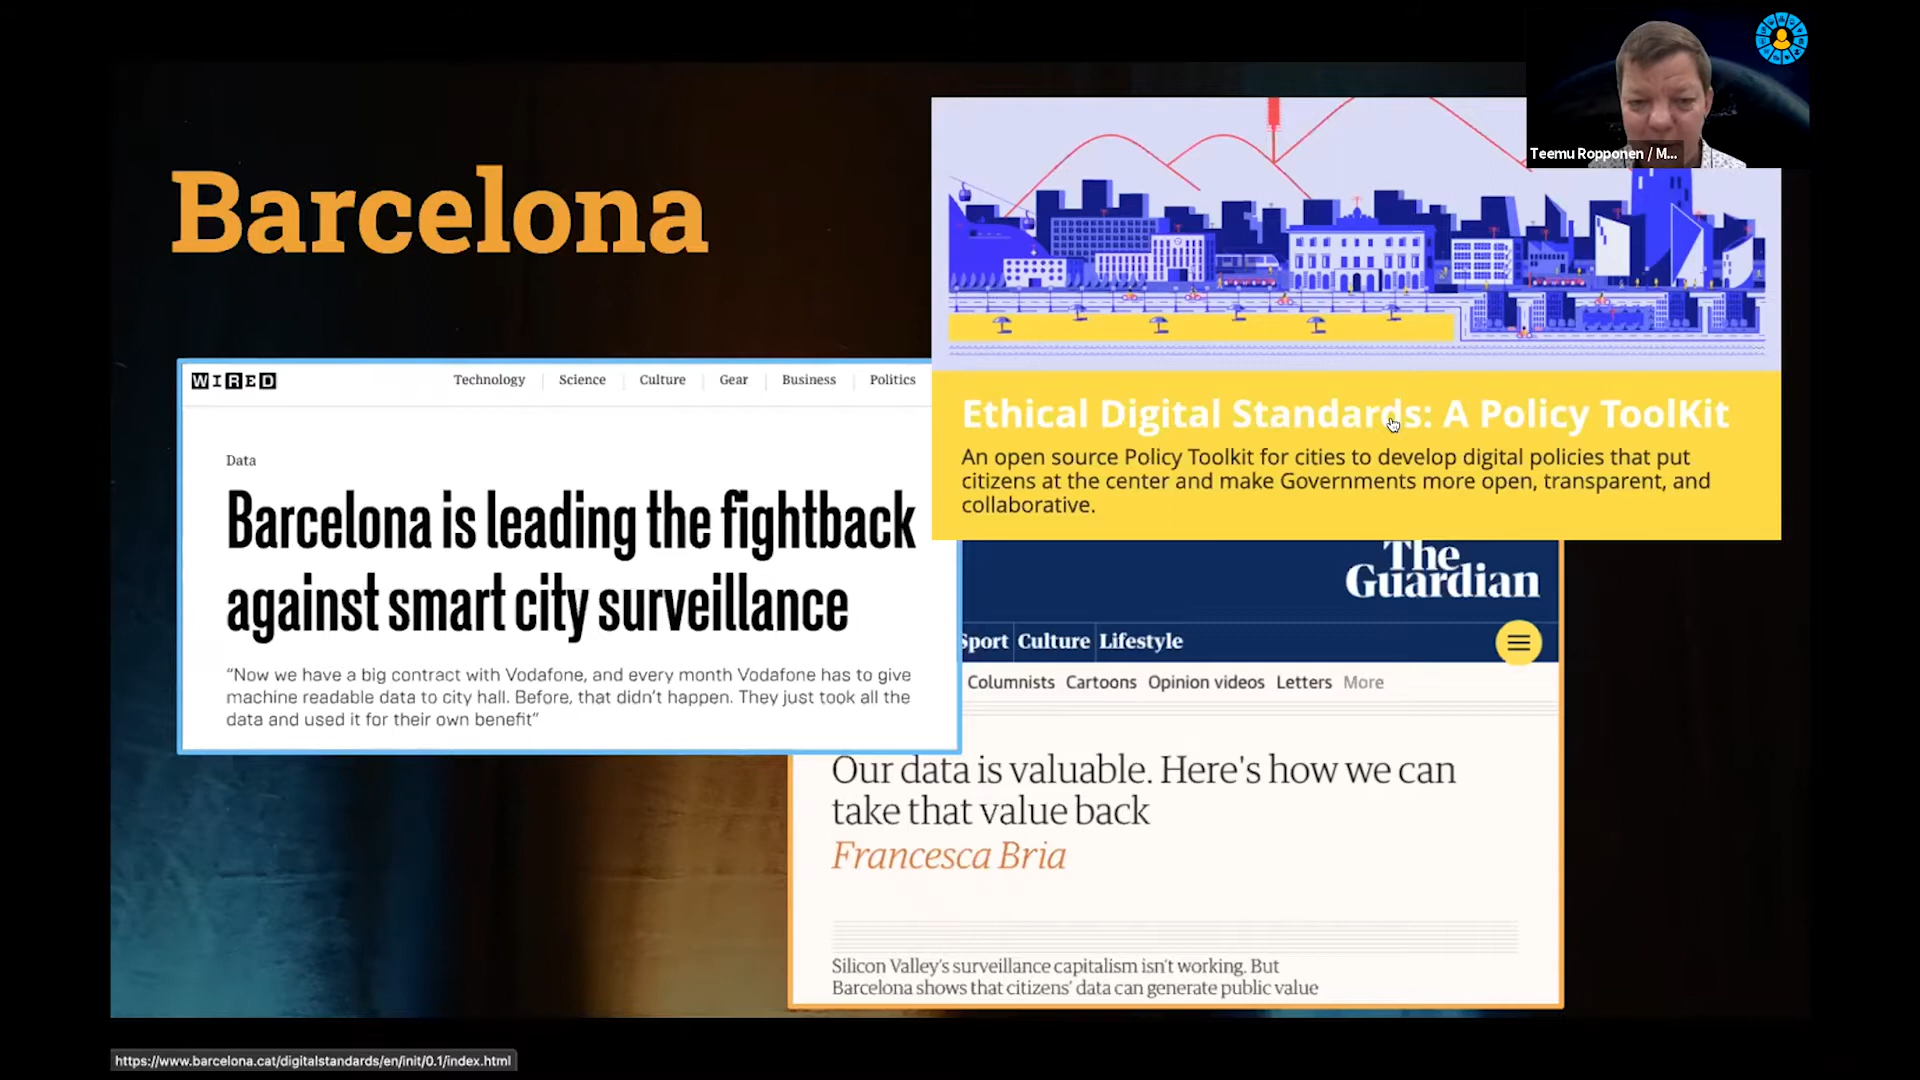 Teemu Ropponen / M...
Barcelona
Ethical Digital Standards: A Policy ToolKit
An open source Policy Toolkit for cities to develop digital policies that put
citizens at the center and make Governments more open, transparent, and
collaborative.
WIRED
Technology Science Culture Gear Business Politics
Data
Barcelona is leading the fightback
against smart city surveillance
“Now we have a big contract with Vodafone, and every month Vodafone has to give
machine readable data to city hall. Before, that didn’t happen. They just took all the
data and used it for their own benefit”
The
Guardian
Sport Culture Lifestyle
Columnists Cartoons Opinion videos Letters More
Our data is valuable. Here's how we can
take that value back
Francesca Bria
Silicon Valley’s surveillance capitalism isn’t working. But
Barcelona shows that citizens’ data can generate public value
https://www.barcelona.cat/digitalstandards/en/init/0.1/index.html